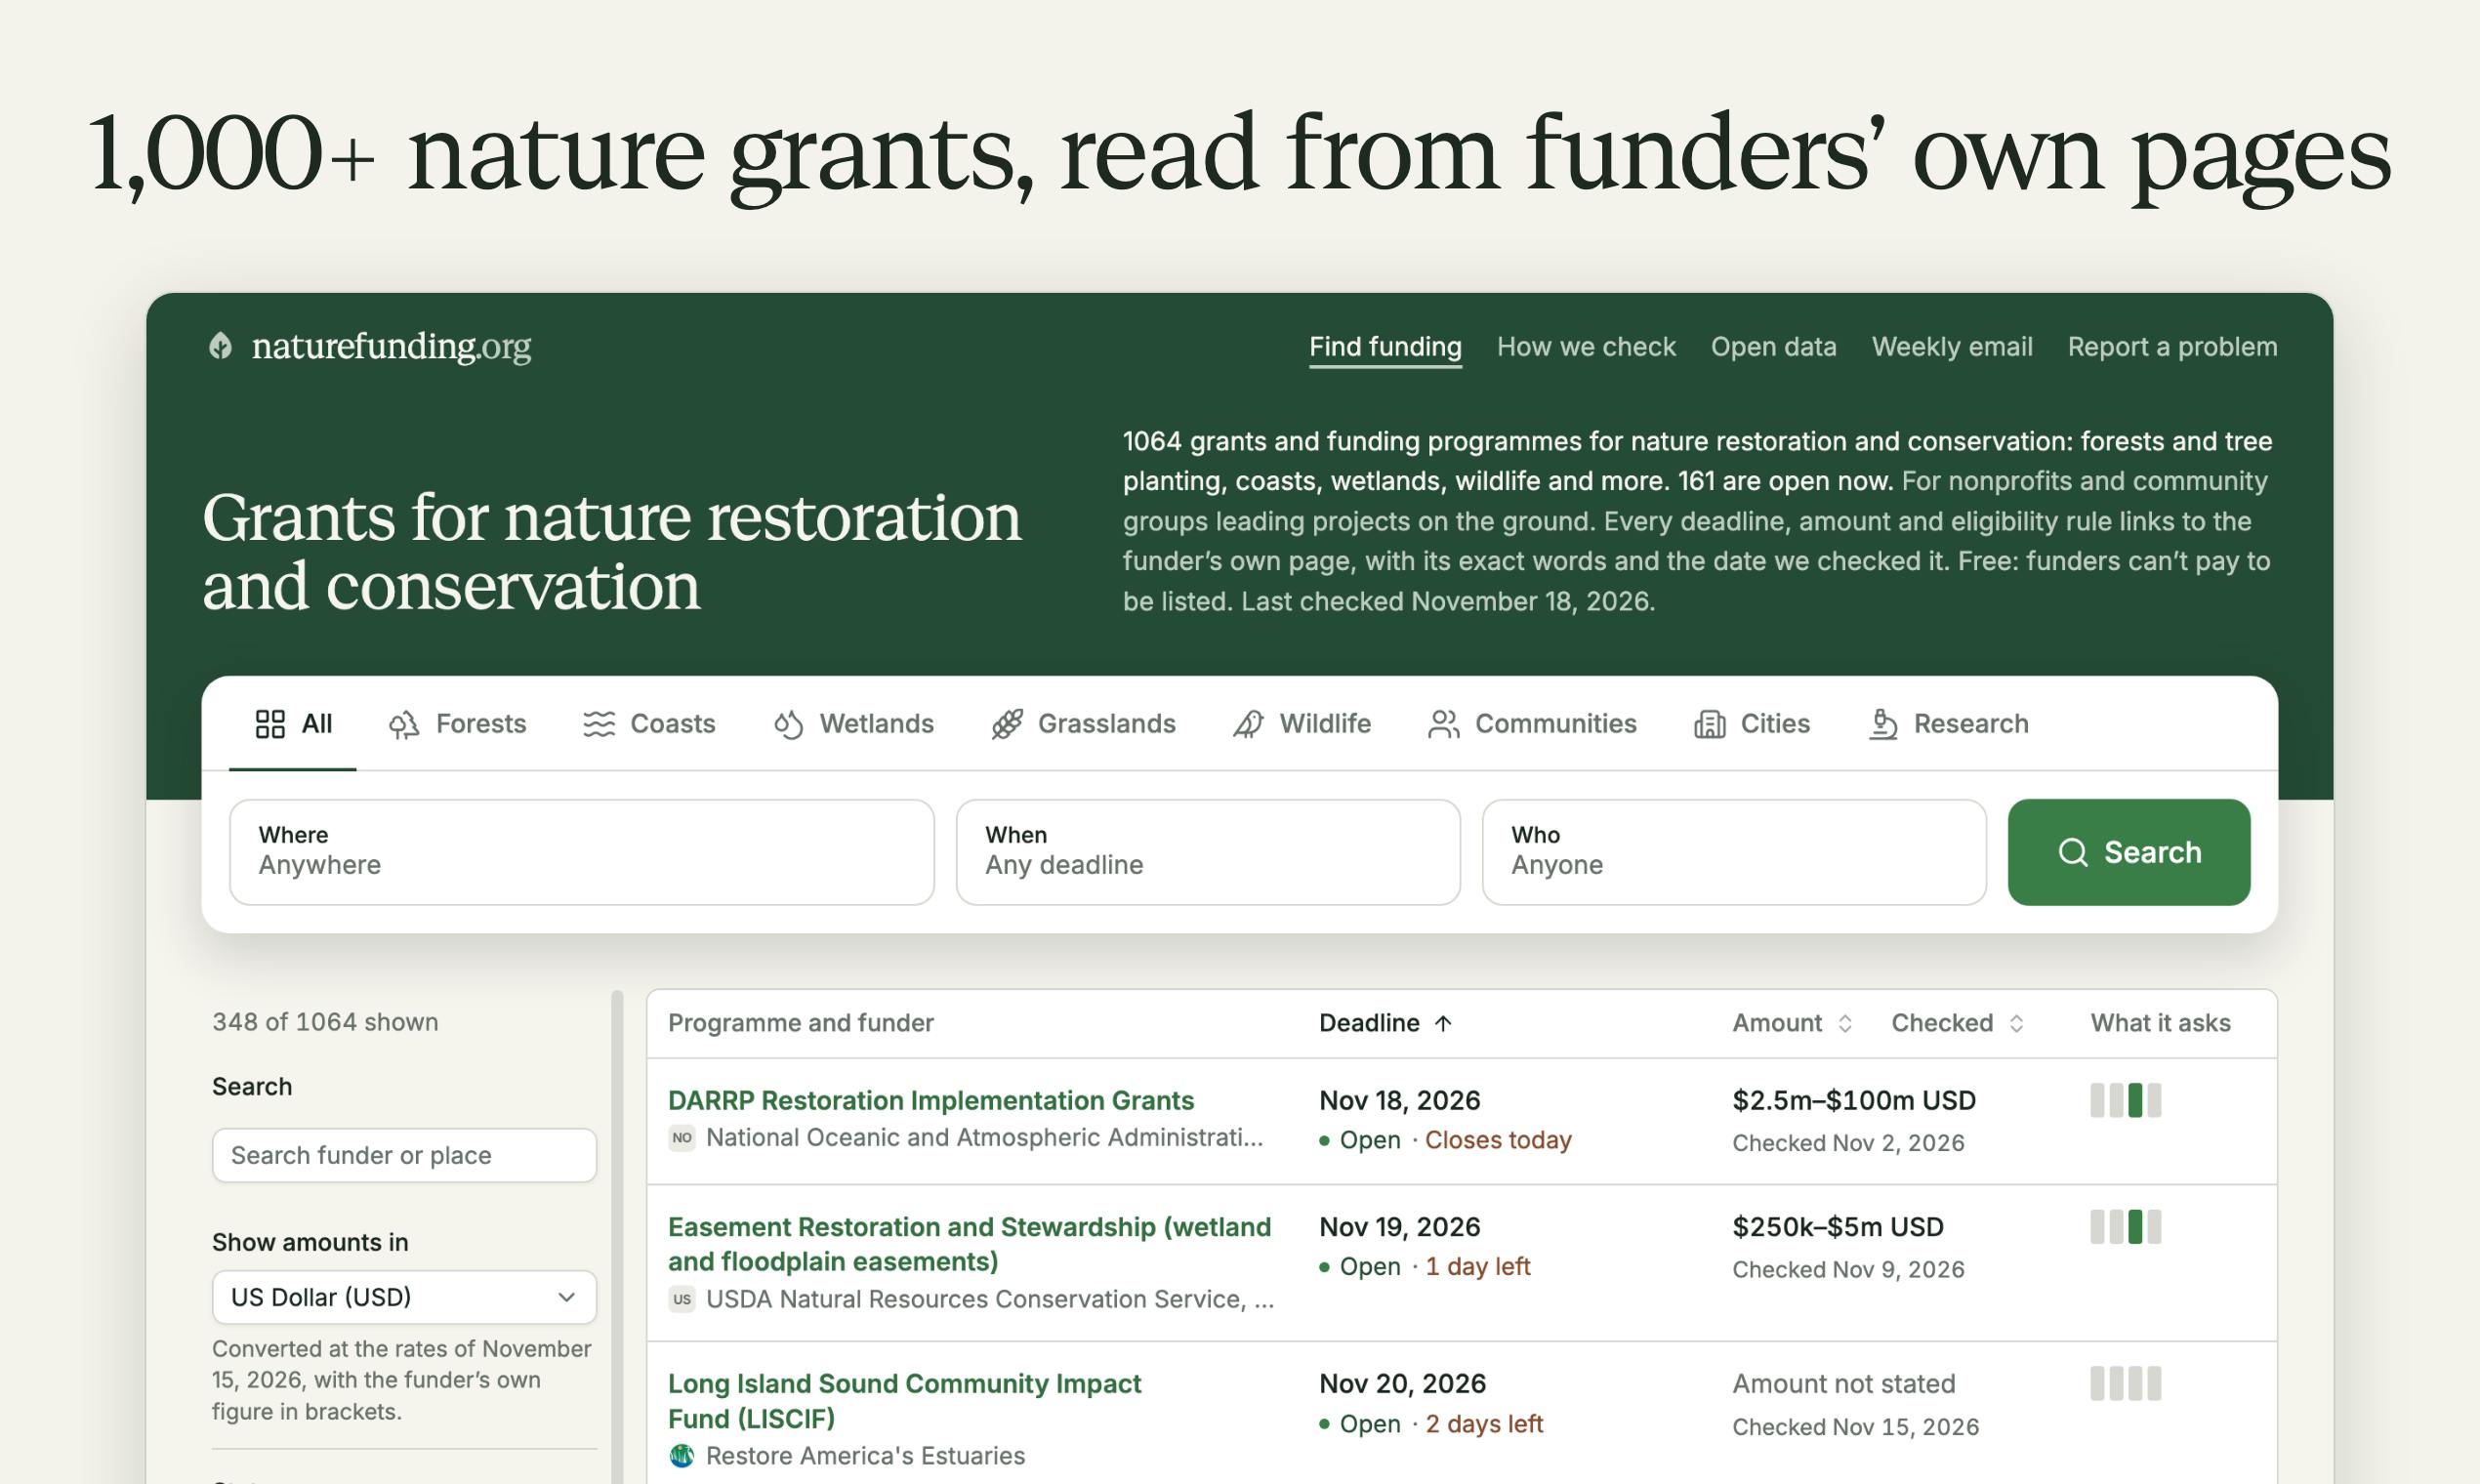 1,000+ nature grants, read from funders’ own pages
naturefunding.org
Find funding
How we check
Open data
Weekly email
Report a problem
Grants for nature restoration
and conservation
1064 grants and funding programmes for nature restoration and conservation: forests and tree
planting, coasts, wetlands, wildlife and more. 161 are open now. For nonprofits and community
groups leading projects on the ground. Every deadline, amount and eligibility rule links to the
funder’s own page, with its exact words and the date we checked it. Free: funders can’t pay to
be listed. Last checked November 18, 2026.
All
Forests
Coasts
Wetlands
Grasslands
Wildlife
Communities
Cities
Research
Where
Anywhere
When
Any deadline
Who
Anyone
Search
348 of 1064 shown
Search
Search funder or place
Show amounts in
US Dollar (USD)
Converted at the rates of November
15, 2026, with the funder’s own
figure in brackets.
Programme and funder
Deadline
Amount
Checked
What it asks
DARRP Restoration Implementation Grants
NO National Oceanic and Atmospheric Administrati...
Nov 18, 2026
Open · Closes today
$2.5m–$100m USD
Checked Nov 2, 2026
Easement Restoration and Stewardship (wetland
and floodplain easements)
US USDA Natural Resources Conservation Service, ...
Nov 19, 2026
Open · 1 day left
$250k–$5m USD
Checked Nov 9, 2026
Long Island Sound Community Impact
Fund (LISCIF)
Restore America's Estuaries
Nov 20, 2026
Open · 2 days left
Amount not stated
Checked Nov 15, 2026